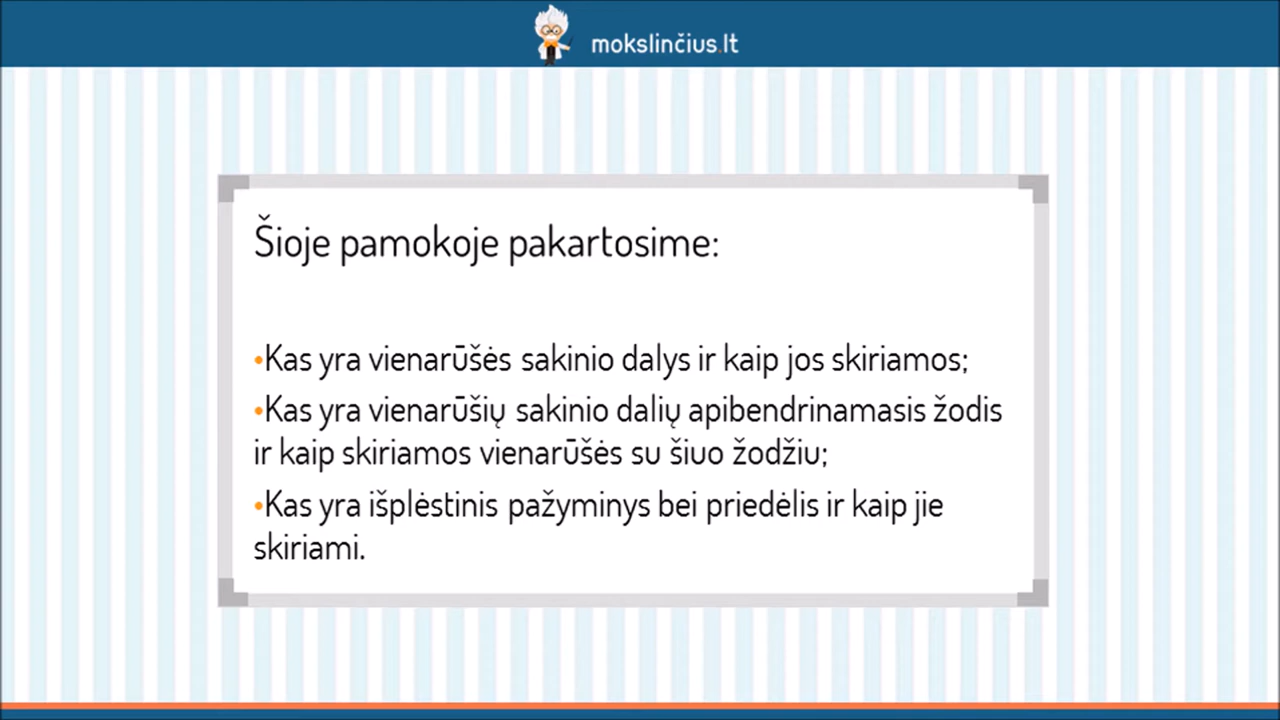 mokslinčius.lt
Šioje pamokoje pakartosime:
•Kas yra vienarūšės sakinio dalys ir kaip jos skiriamos;
•Kas yra vienarūšių sakinio dalių apibendrinamasis žodis
ir kaip skiriamos vienarūšės su šiuo žodžiu;
•Kas yra išplėstinis pažyminys bei priedėlis ir kaip jie
skiriami.